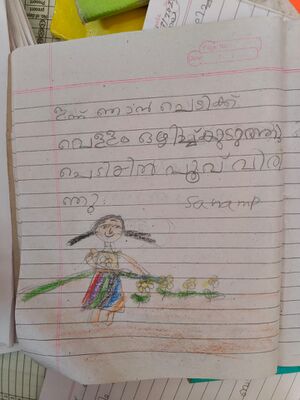 ഇന്ന് ഞാൻ ചെടിക്ക്
വെള്ളം ഒഴിച്ച് കൊടുത്തു
ചെടിയിൽ പൂവ് വിരി
ഞു.